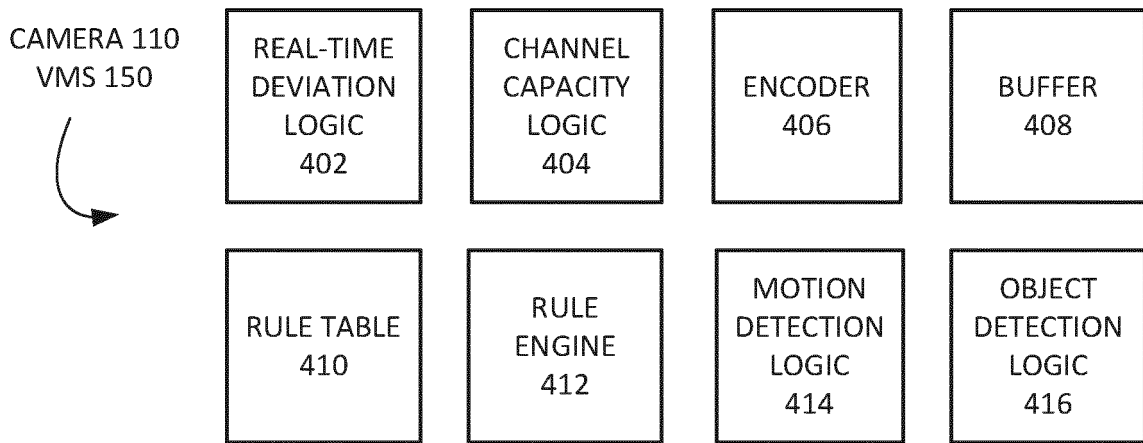 CAMERA 110
VMS 150
REAL-TIME
DEVIATION
LOGIC
402
CHANNEL
CAPACITY
LOGIC
404
ENCODER
406
BUFFER
408
RULE TABLE
410
RULE
ENGINE
412
MOTION
DETECTION
LOGIC
414
OBJECT
DETECTION
LOGIC
416